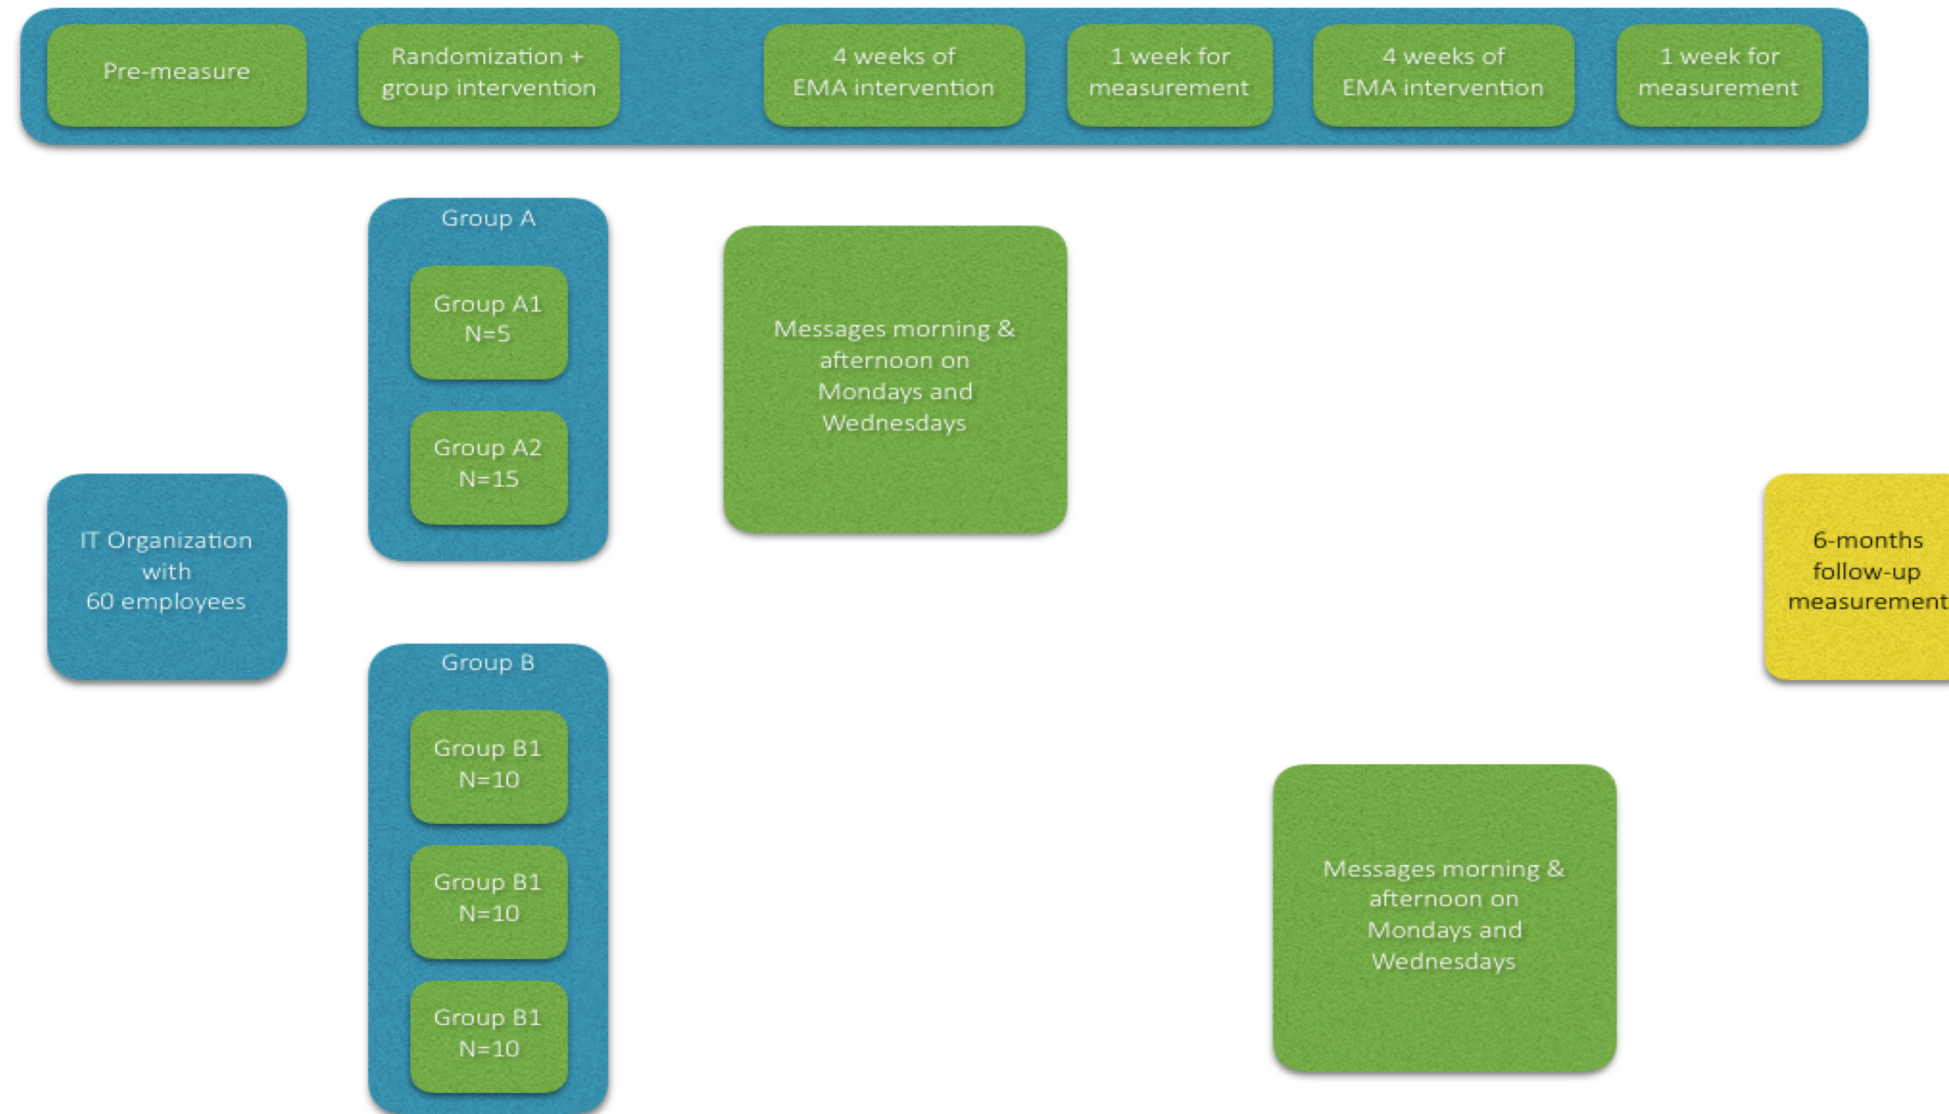 Pre-measure
Randomization +
group intervention
4 weeks of
EMA intervention
1 week for
measurement
4 weeks of
EMA intervention
1 week for
measurement
Group A
Group A1
N=5
Group A2
N=15
Messages morning &
afternoon on
Mondays and
Wednesdays
IT Organization
with
60 employees
6-months
follow-up
measurement
Group B
Group B1
N=10
Group B1
N=10
Group B1
N=10
Messages morning &
afternoon on
Mondays and
Wednesdays